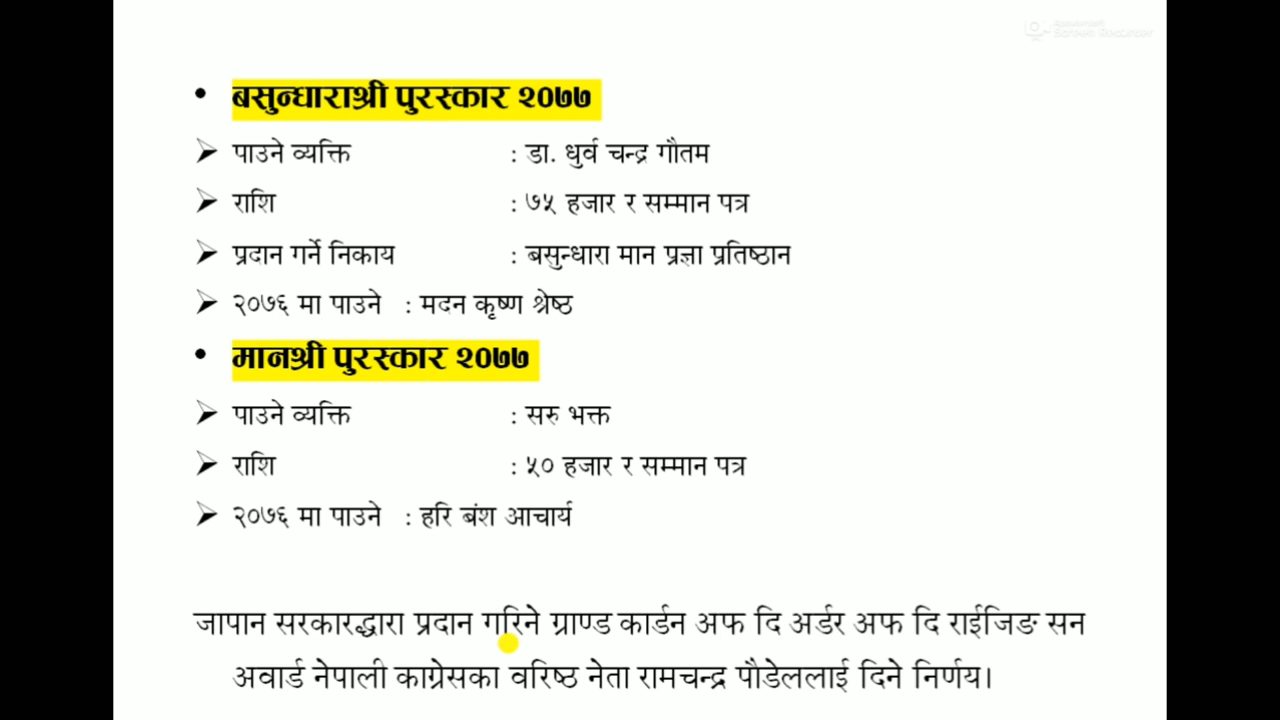 • बसुन्धाराश्री पुरस्कार २०७७
➢ पाउने व्यक्ति : डा. धुर्व चन्द्र गौतम
➢ राशि : ७५ हजार र सम्मान पत्र
➢ प्रदान गर्ने निकाय : बसुन्धारा मान प्रज्ञा प्रतिष्ठान
➢ २०७६ मा पाउने : मदन कृष्ण श्रेष्ठ
• मानश्री पुरस्कार २०७७
➢ पाउने व्यक्ति : सरु भक्त
➢ राशि : ५० हजार र सम्मान पत्र
➢ २०७६ मा पाउने : हरि बंश आचार्य
जापान सरकारद्धारा प्रदान गरिने ग्राण्ड कार्डन अफ दि अर्डर अफ दि राईजिङ सन
अवार्ड नेपाली काग्रेसका वरिष्ठ नेता रामचन्द्र पौडेललाई दिने निर्णय।